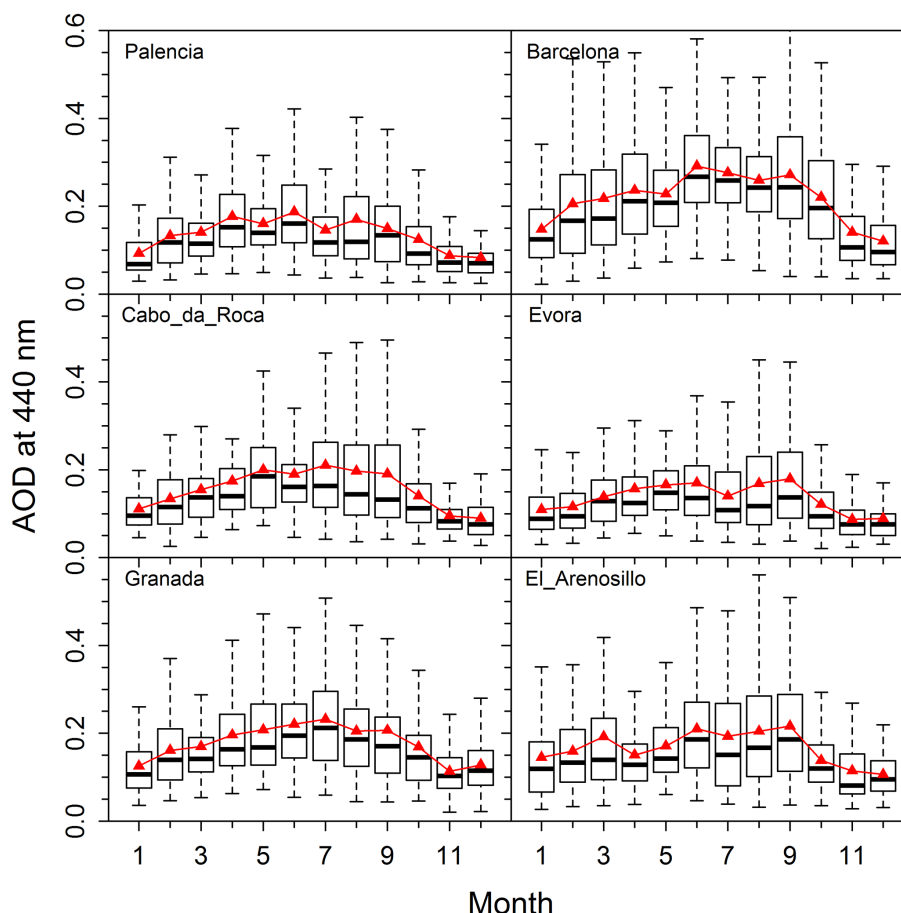 Palencia
Barcelona
0.0 0.2 0.4 0.6
Cabo_da_Roca
Evora
0.0 0.2 0.4
Granada
El_Arenosillo
0.0 0.2 0.4
AOD at 440 nm
1 3 5 7 9 11 1 3 5 7 9 11
Month